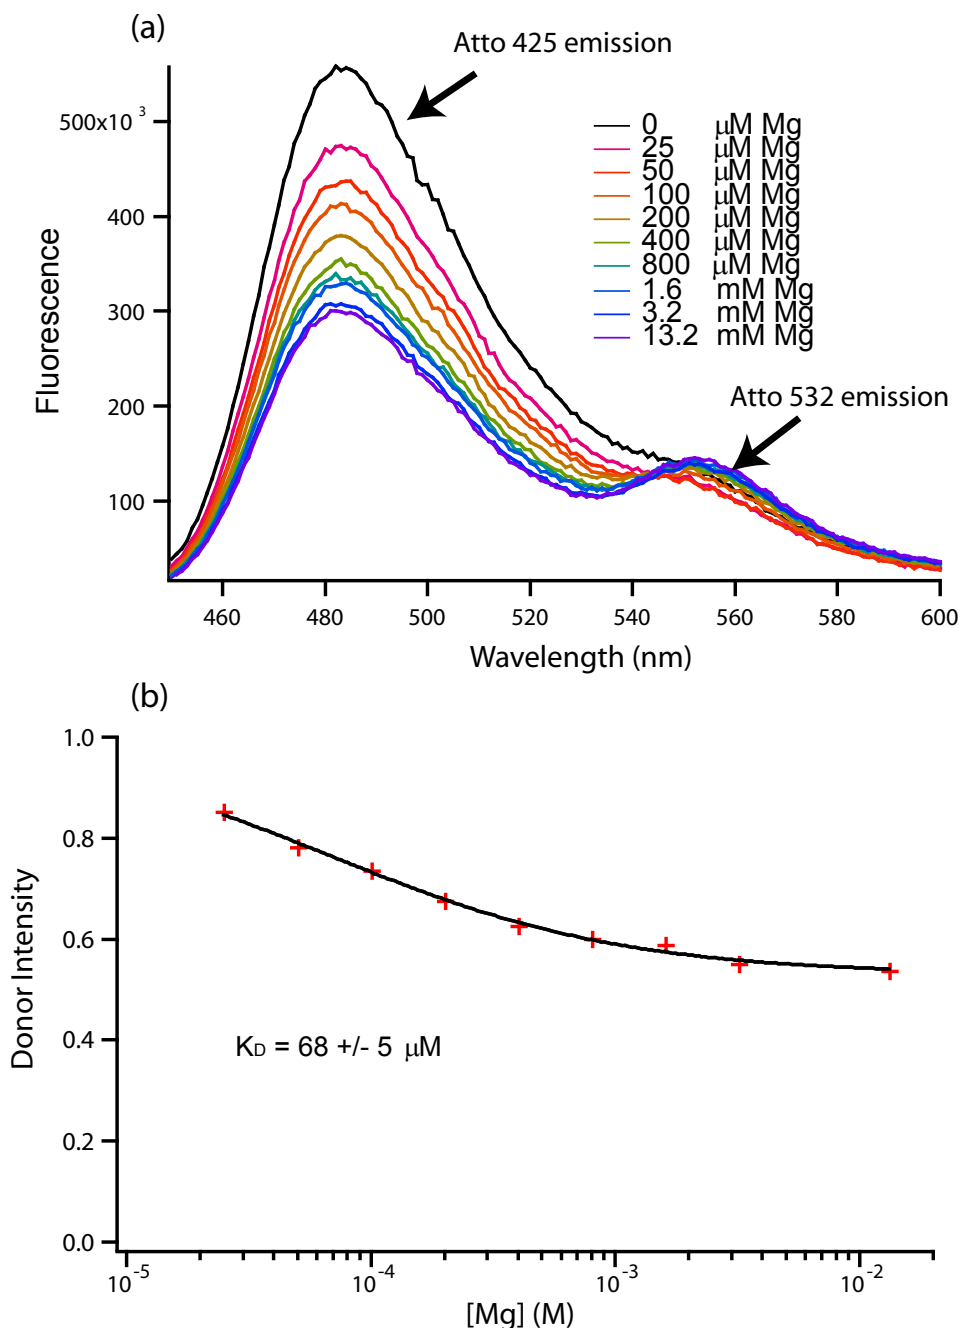 (a)
Atto 425 emission
500x10 3
400
300
200
100
Fluorescence
0 μM Mg
25 μM Mg
50 μM Mg
100 μM Mg
200 μM Mg
400 μM Mg
800 μM Mg
1.6 mM Mg
3.2 mM Mg
13.2 mM Mg
Atto 532 emission
460 480 500 520 540 560 580 600
Wavelength (nm)
(b)
1.0
0.8
0.6
0.4
0.2
0.0
Donor Intensity
KD = 68 +/- 5 μM
10-5 10-4 10-3 10-2
[Mg] (M)